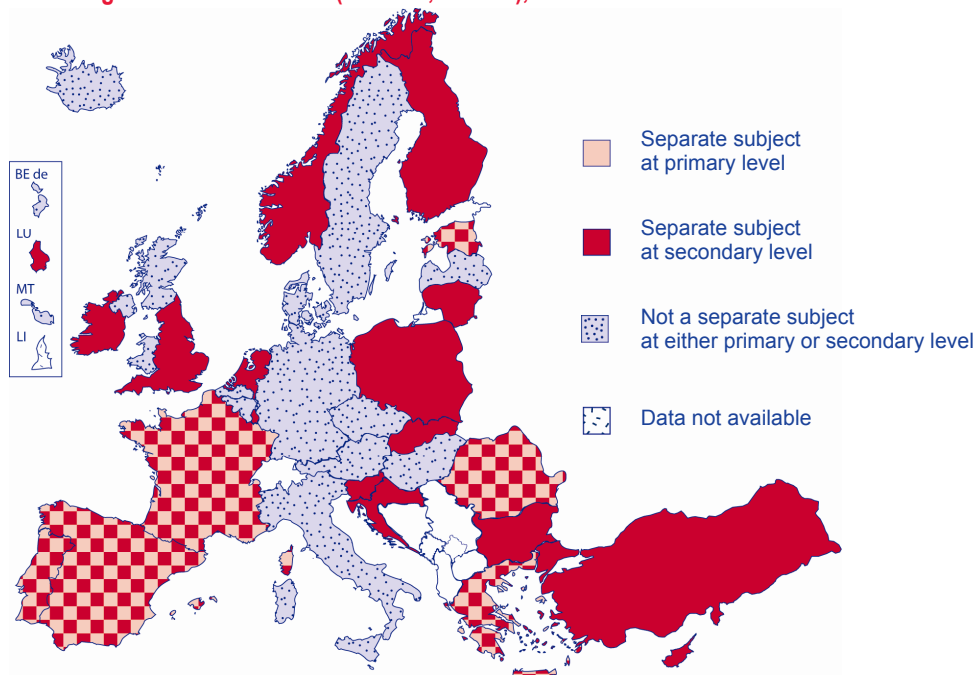 BE de
LU
MT
LI
Separate subject
at primary level
Separate subject
at secondary level
Not a separate subject
at either primary or secondary level
Data not available